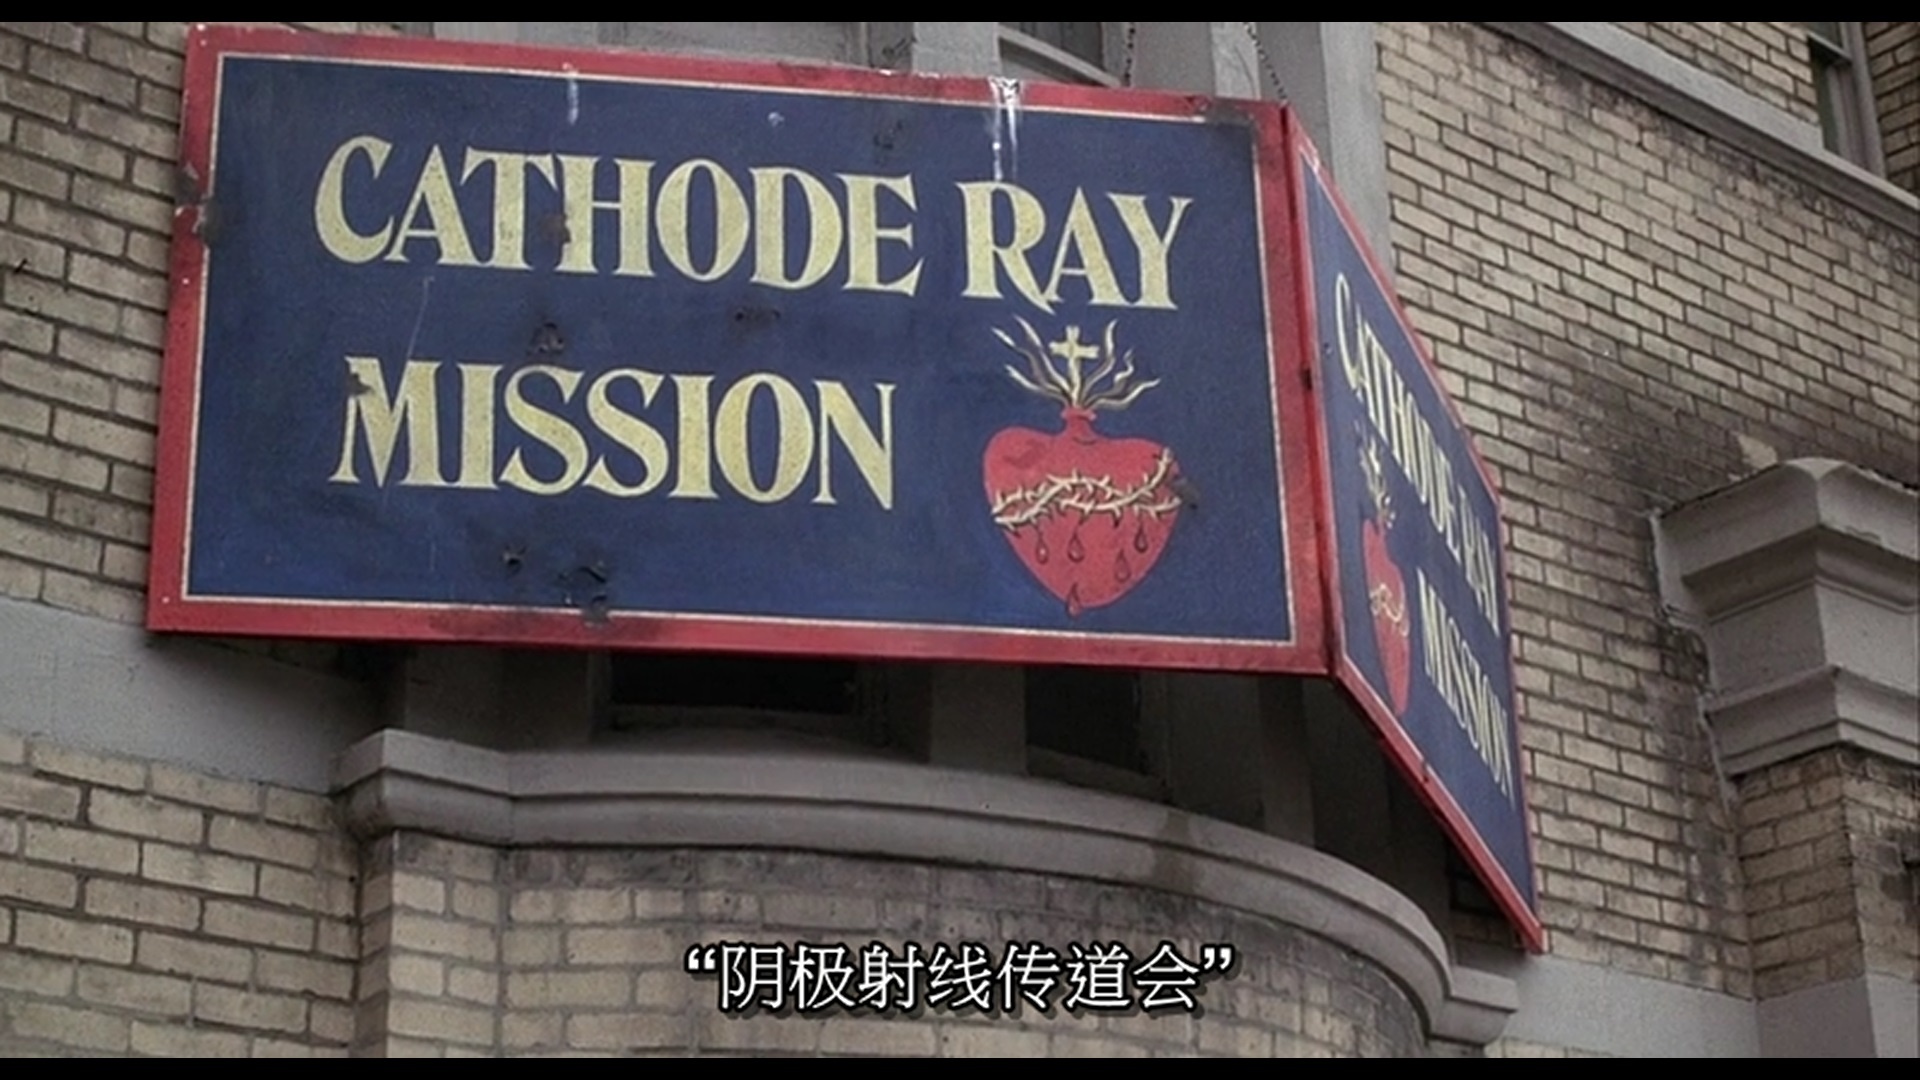 CATHODE RAY
MISSION
CATHODE RAY
MISSION
“阴极射线传道会”